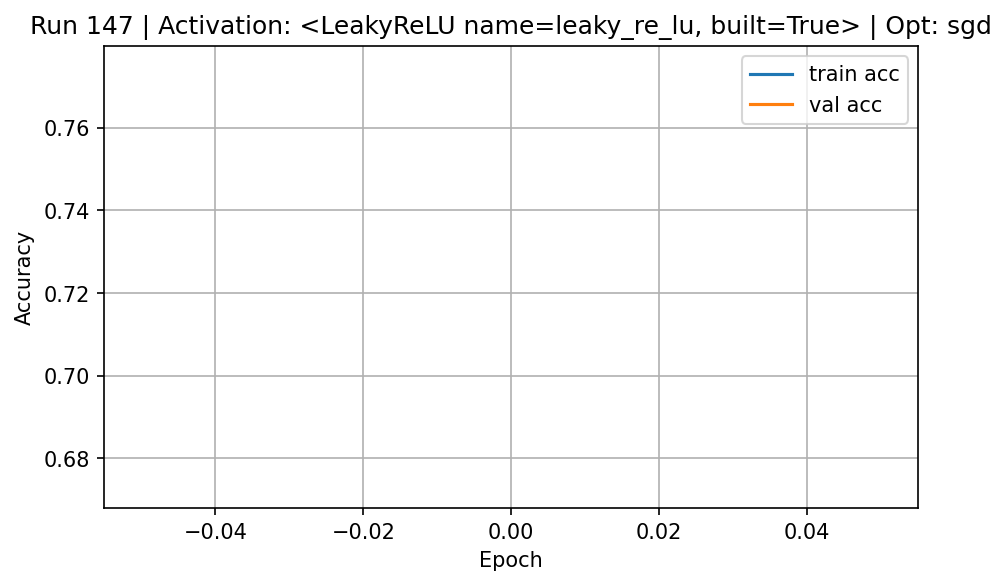 Run 147 | Activation: <LeakyReLU name=leaky_re_lu, built=True> | Opt: sgd
train acc
val acc
0.76
0.74
0.72
0.70
0.68
Accuracy
−0.04
−0.02
0.00
0.02
0.04
Epoch